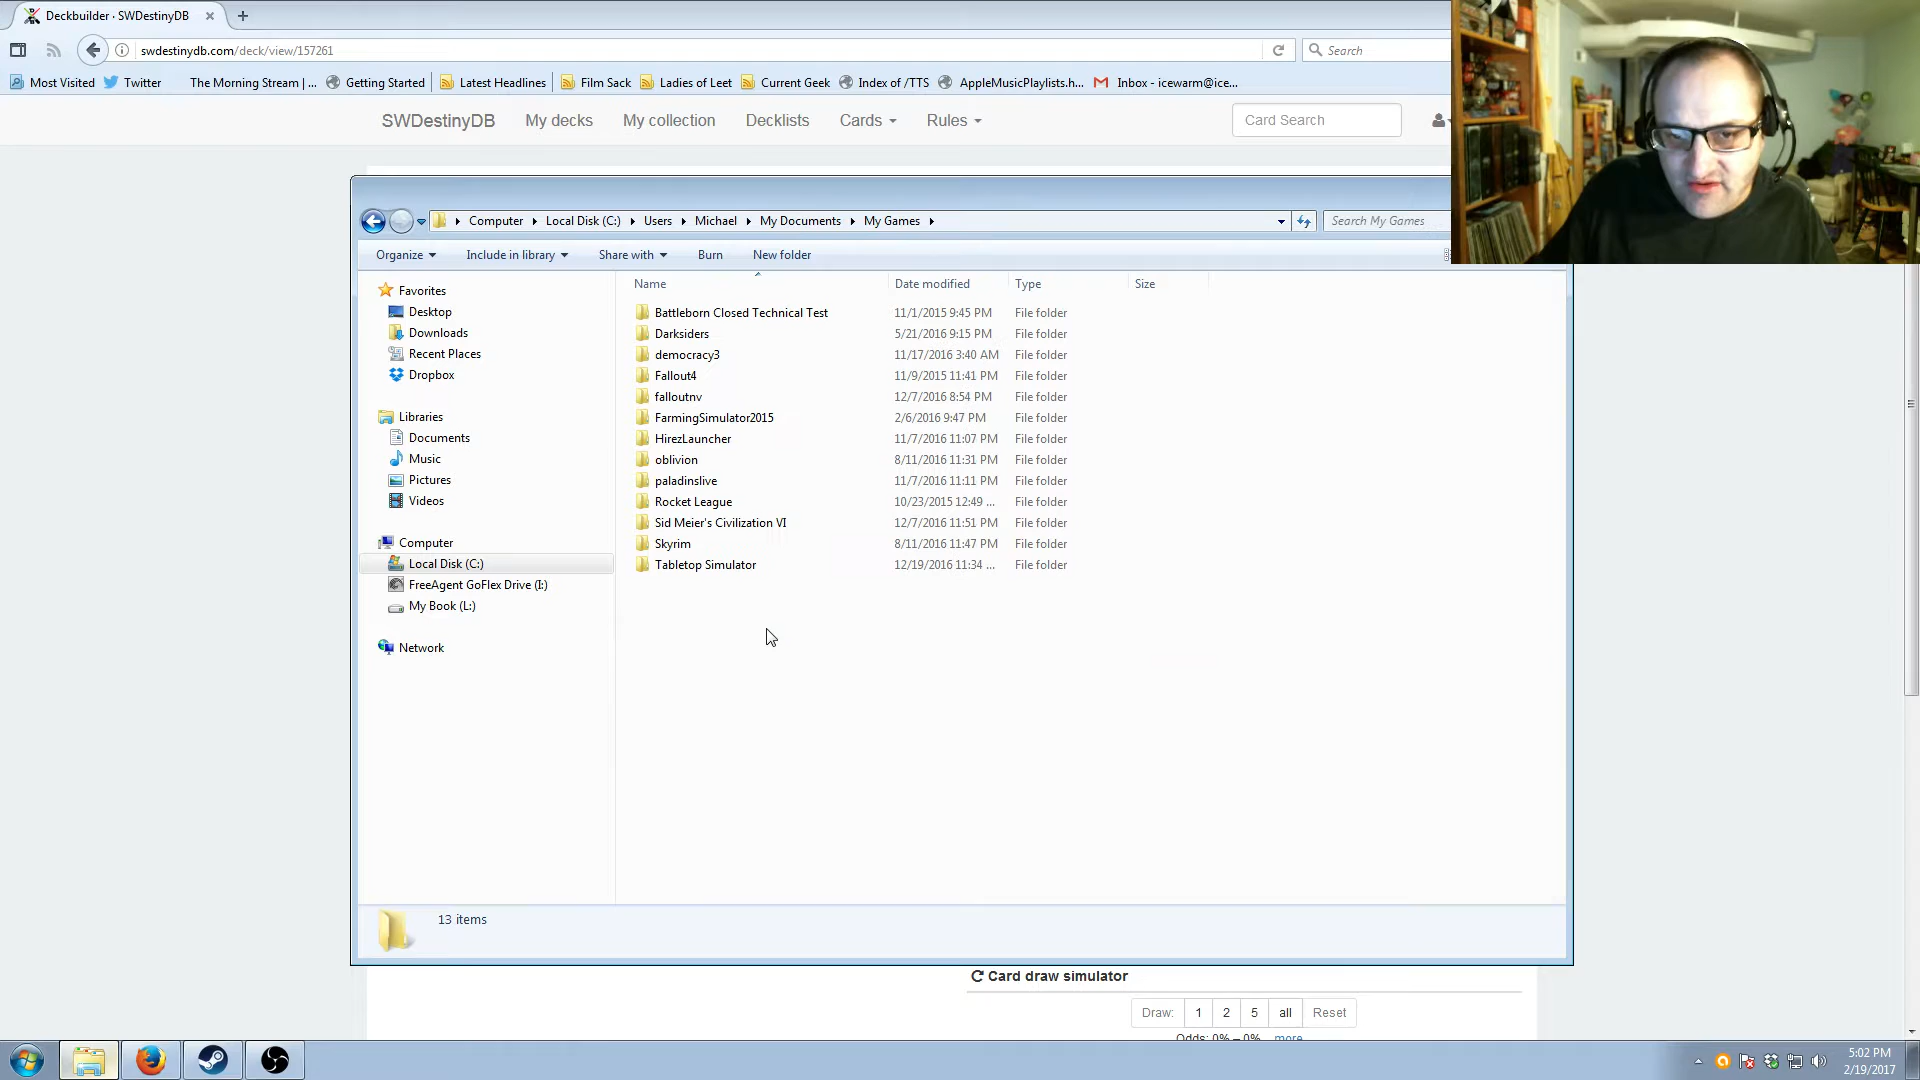 Deckbuilder · SWDestinyDB
swdestinydb.com/deck/view/157261
Search
Most Visited Twitter The Morning Stream | ... Getting Started Latest Headlines Film Sack Ladies of Leet Current Geek Index of /TTS AppleMusicPlaylists.h... Inbox - icewarm@ice...
SWDestinyDB My decks My collection Decklists Cards Rules Card Search
Computer Local Disk (C:) Users Michael My Documents My Games Search My Games
Organize Include in library Share with Burn New folder
Name Date modified Type Size
Favorites
Desktop
Downloads
Recent Places
Dropbox
Libraries
Documents
Music
Pictures
Videos
Computer
Local Disk (C:)
FreeAgent GoFlex Drive (I:)
My Book (L:)
Network
Battleborn Closed Technical Test 11/1/2015 9:45 PM File folder
Darksiders 5/21/2016 9:15 PM File folder
democracy3 11/17/2016 3:40 AM File folder
Fallout4 11/9/2015 11:41 PM File folder
falloutnv 12/7/2016 8:54 PM File folder
FarmingSimulator2015 2/6/2016 9:47 PM File folder
HirezLauncher 11/7/2016 11:07 PM File folder
oblivion 8/11/2016 11:31 PM File folder
paladinslive 11/7/2016 11:11 PM File folder
Rocket League 10/23/2015 12:49 ... File folder
Sid Meier's Civilization VI 12/7/2016 11:51 PM File folder
Skyrim 8/11/2016 11:47 PM File folder
Tabletop Simulator 12/19/2016 11:34 ... File folder
13 items
Card draw simulator
Draw: 1 2 5 all Reset
Odds: 0% – 0% more
5:02 PM
2/19/2017